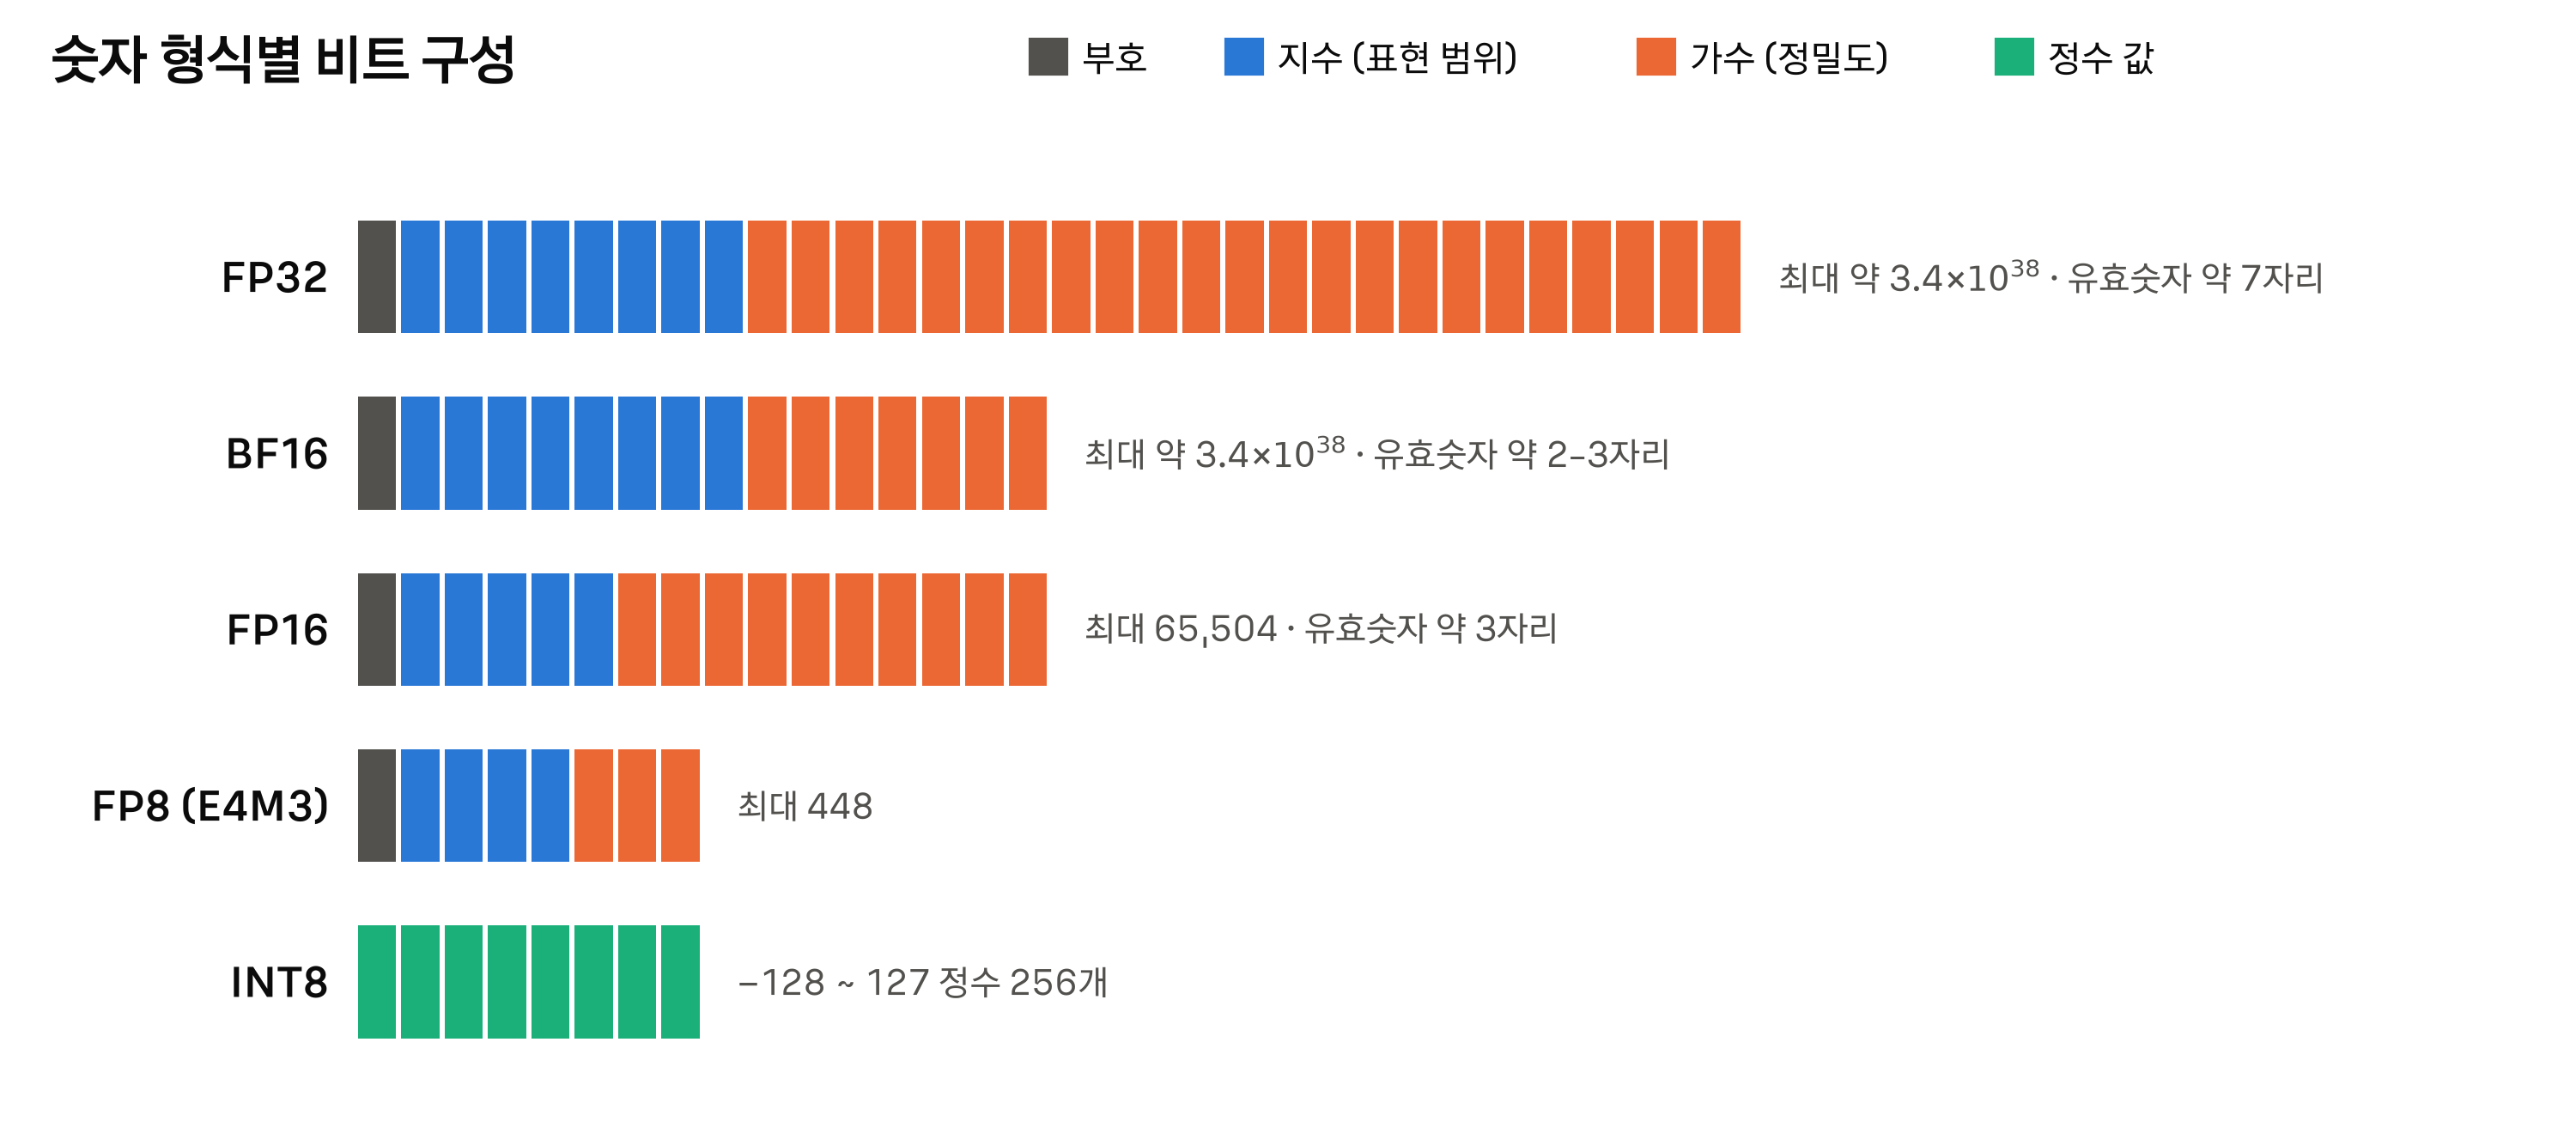 숫자 형식별 비트 구성
부호 지수 (표현 범위) 가수 (정밀도) 정수 값
FP32 최대 약 3.4×10³⁸ · 유효숫자 약 7자리
BF16 최대 약 3.4×10³⁸ · 유효숫자 약 2–3자리
FP16 최대 65,504 · 유효숫자 약 3자리
FP8 (E4M3) 최대 448
INT8 −128 ~ 127 정수 256개